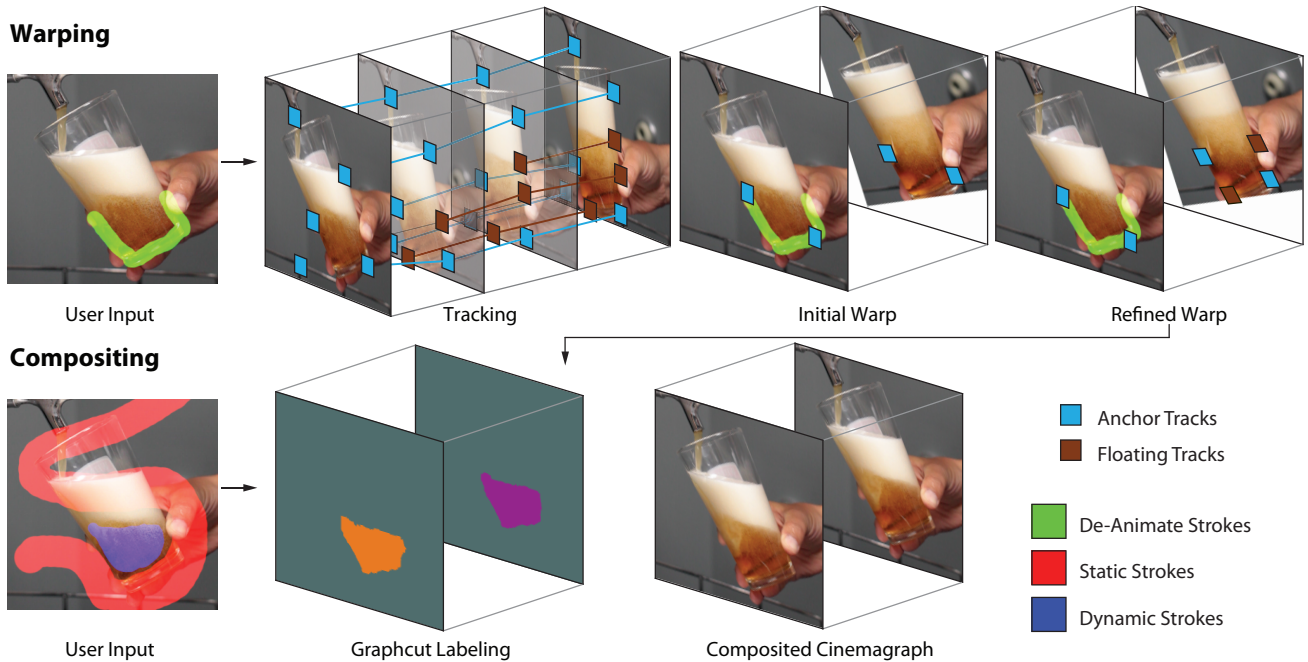 Warping
User Input
Tracking
Initial Warp
Refined Warp
Compositing
User Input
Graphcut Labeling
Composited Cinemagraph
Anchor Tracks
Floating Tracks
De-Animate Strokes
Static Strokes
Dynamic Strokes